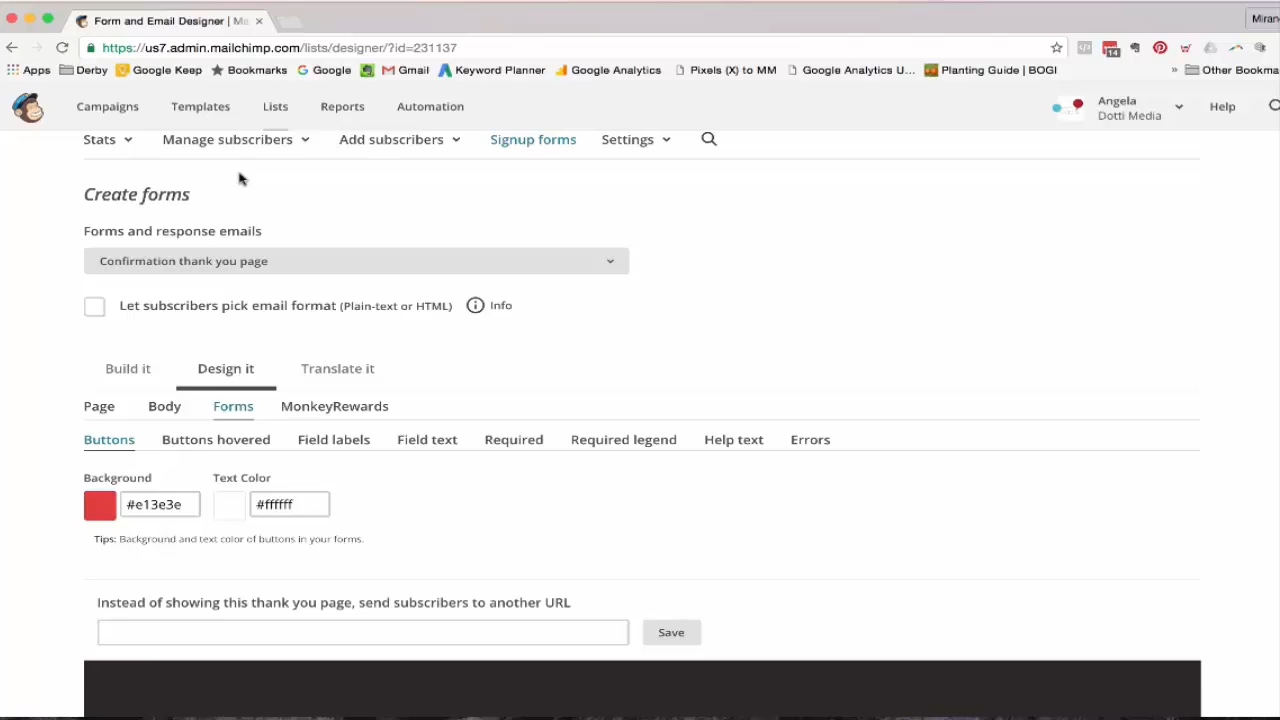 Form and Email Designer | Ma ×
Miran
https://us7.admin.mailchimp.com/lists/designer/?id=231137
14
Apps Derby Google Keep Bookmarks Google Gmail Keyword Planner Google Analytics Pixels (X) to MM Google Analytics U... Planting Guide | BOGI » Other Bookma
Campaigns Templates Lists Reports Automation Angela Help
Dotti Media
Stats Manage subscribers Add subscribers Signup forms Settings
Create forms
Forms and response emails
Confirmation thank you page
Let subscribers pick email format (Plain-text or HTML) Info
Build it Design it Translate it
Page Body Forms MonkeyRewards
Buttons Buttons hovered Field labels Field text Required Required legend Help text Errors
Background Text Color
#e13e3e #ffffff
Tips: Background and text color of buttons in your forms.
Instead of showing this thank you page, send subscribers to another URL
Save